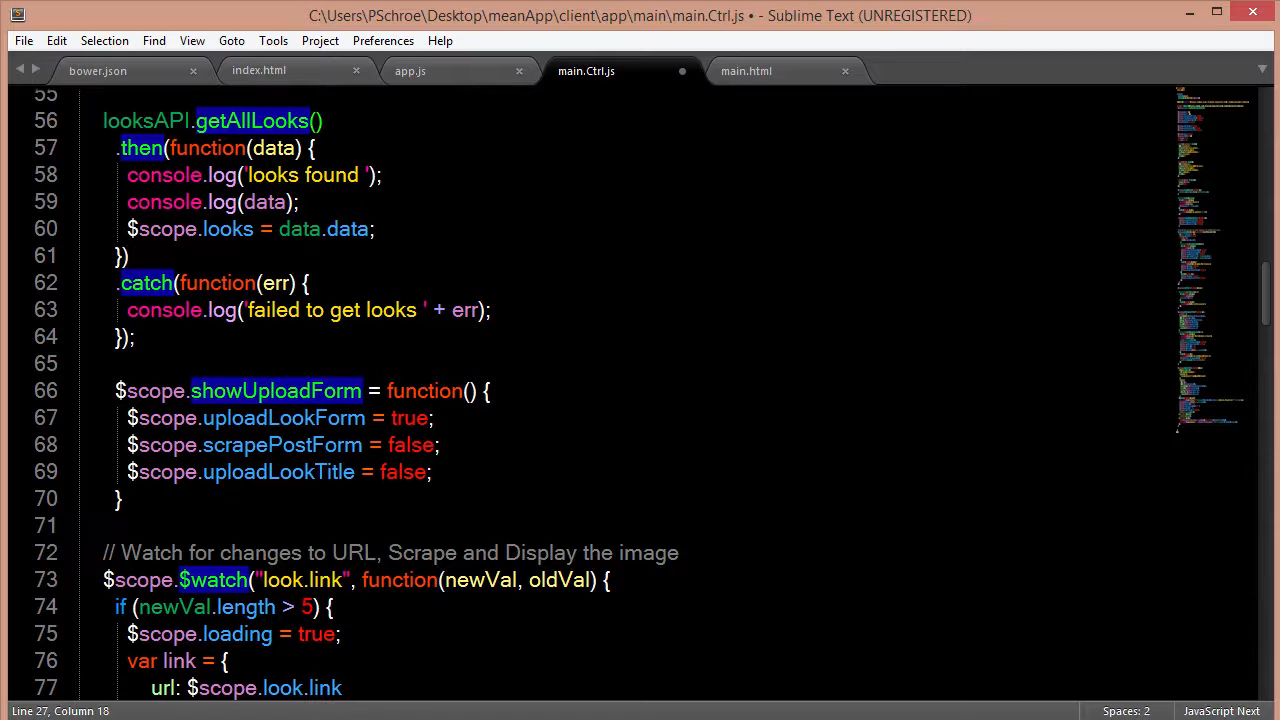 C:\Users\PSchroe\Desktop\meanApp\client\app\main\main.Ctrl.js • - Sublime Text (UNREGISTERED)
File Edit Selection Find View Goto Tools Project Preferences Help
bower.json × index.html × app.js × main.Ctrl.js main.html ×
55
56 looksAPI.getAllLooks()
57 .then(function(data) {
58 console.log('looks found ');
59 console.log(data);
60 $scope.looks = data.data;
61 })
62 .catch(function(err) {
63 console.log('failed to get looks ' + err);
64 });
65
66 $scope.showUploadForm = function() {
67 $scope.uploadLookForm = true;
68 $scope.scrapePostForm = false;
69 $scope.uploadLookTitle = false;
70 }
71
72 // Watch for changes to URL, Scrape and Display the image
73 $scope.$watch("look.link", function(newVal, oldVal) {
74 if (newVal.length > 5) {
75 $scope.loading = true;
76 var link = {
77 url: $scope.look.link
Line 27, Column 18 Spaces: 2 JavaScript Next